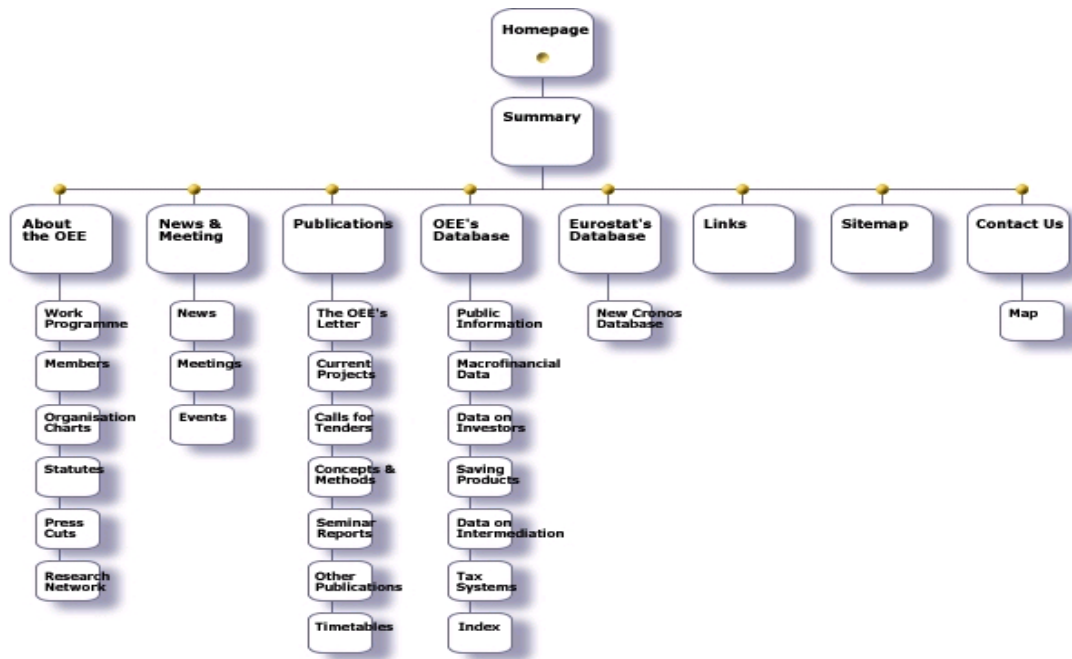 Homepage
Summary
About
the OEE
News &
Meeting
Publications
OEE's
Database
Eurostat's
Database
Links
Sitemap
Contact Us
Work
Programme
Members
Organisation
Charts
Statutes
Press
Cuts
Research
Network
News
Meetings
Events
The OEE's
Letter
Current
Projects
Calls for
Tenders
Concepts &
Methods
Seminar
Reports
Other
Publications
Timetables
Public
Information
Macrofinancial
Data
Data on
Investors
Saving
Products
Data on
Intermediation
Tax
Systems
Index
New Cronos
Database
Map